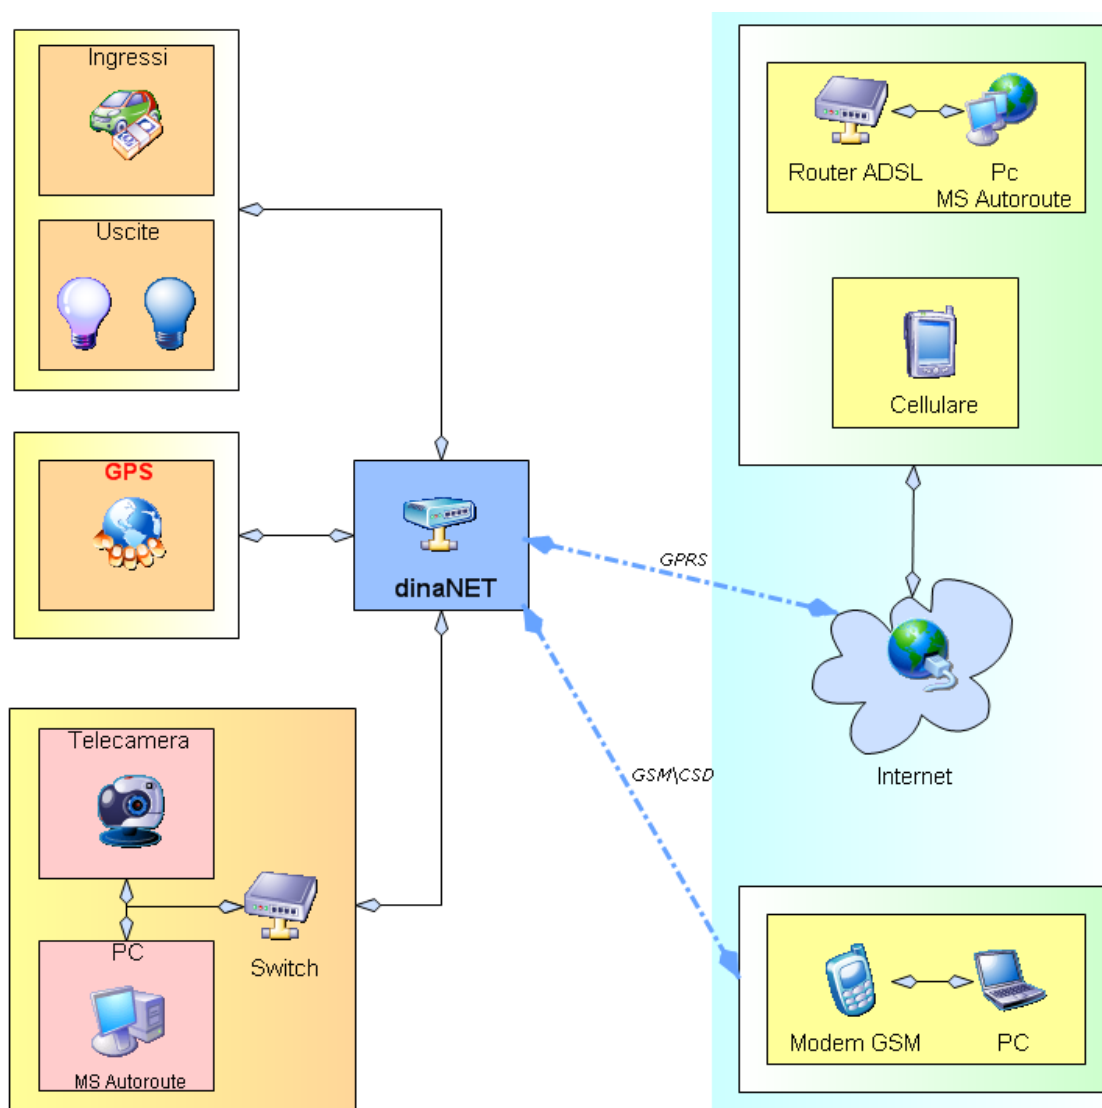 Ingressi
Uscite
GPS
dinaNET
Telecamera
Switch
PC
MS Autoroute
GPRS
GSM\CSD
Router ADSL
Pc
MS Autoroute
Cellulare
Internet
Modem GSM
PC